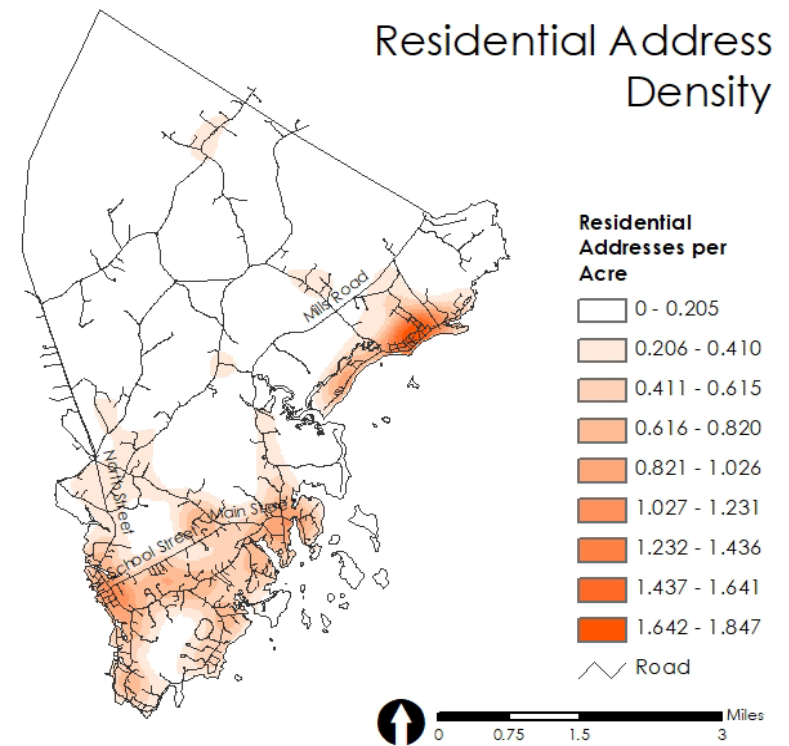 Residential Address
Density
Residential
Addresses per
Acre
0 - 0.205
0.206 - 0.410
0.411 - 0.615
0.616 - 0.820
0.821 - 1.026
1.027 - 1.231
1.232 - 1.436
1.437 - 1.641
1.642 - 1.847
Road
Mills Road
North Street
Main Street
School Street
Miles
0 0.75 1.5 3